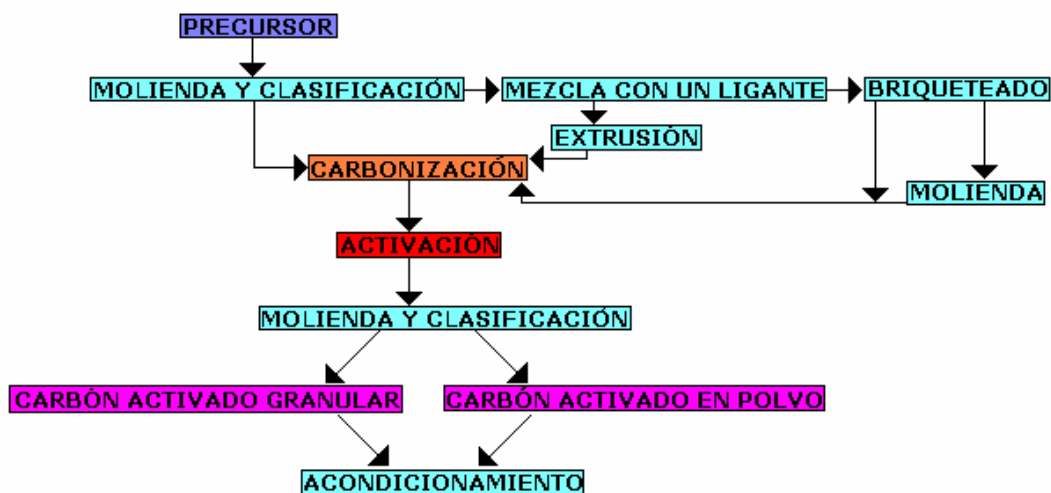 PRECURSOR
MOLIENDA Y CLASIFICACIÓN
MEZCLA CON UN LIGANTE
BRIQUETEADO
EXTRUSIÓN
CARBONIZACIÓN
MOLIENDA
ACTIVACIÓN
MOLIENDA Y CLASIFICACIÓN
CARBÓN ACTIVADO GRANULAR
CARBÓN ACTIVADO EN POLVO
ACONDICIONAMIENTO